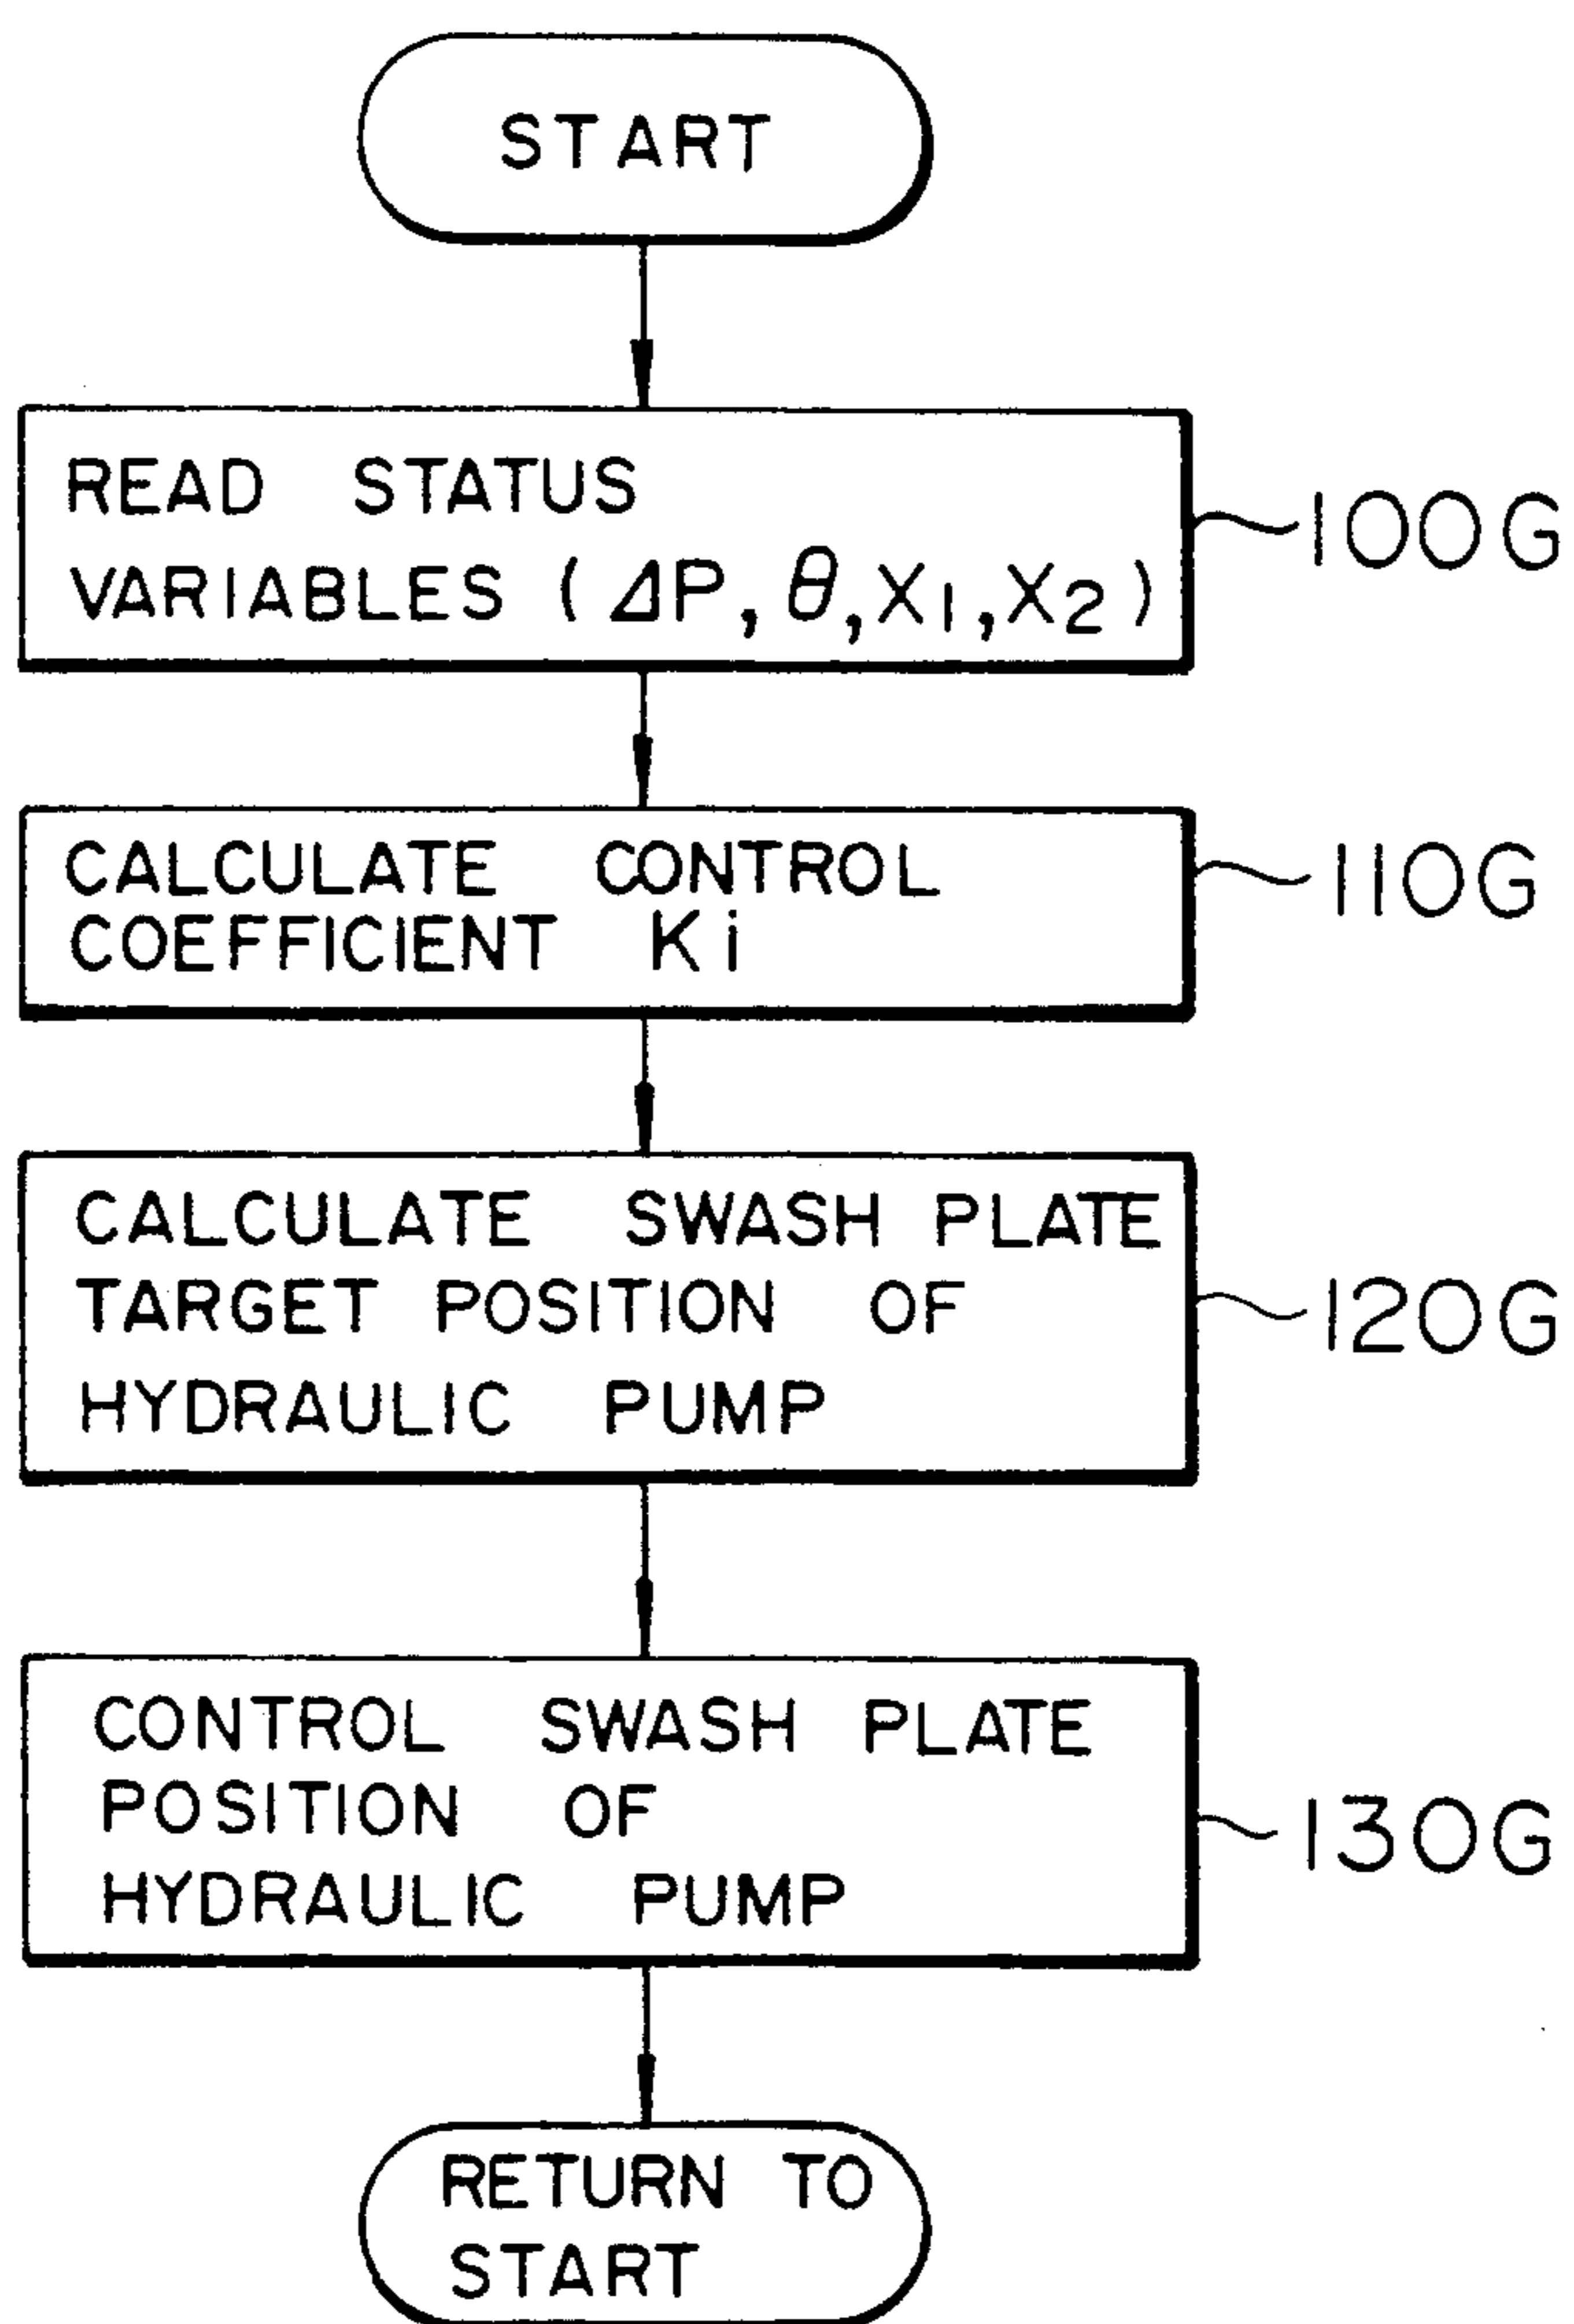 START
READ STATUS
VARIABLES (ΔP, θ, X1, X2)
100G
CALCULATE CONTROL
COEFFICIENT Ki
110G
CALCULATE SWASH PLATE
TARGET POSITION OF
HYDRAULIC PUMP
120G
CONTROL SWASH PLATE
POSITION OF
HYDRAULIC PUMP
130G
RETURN TO
START